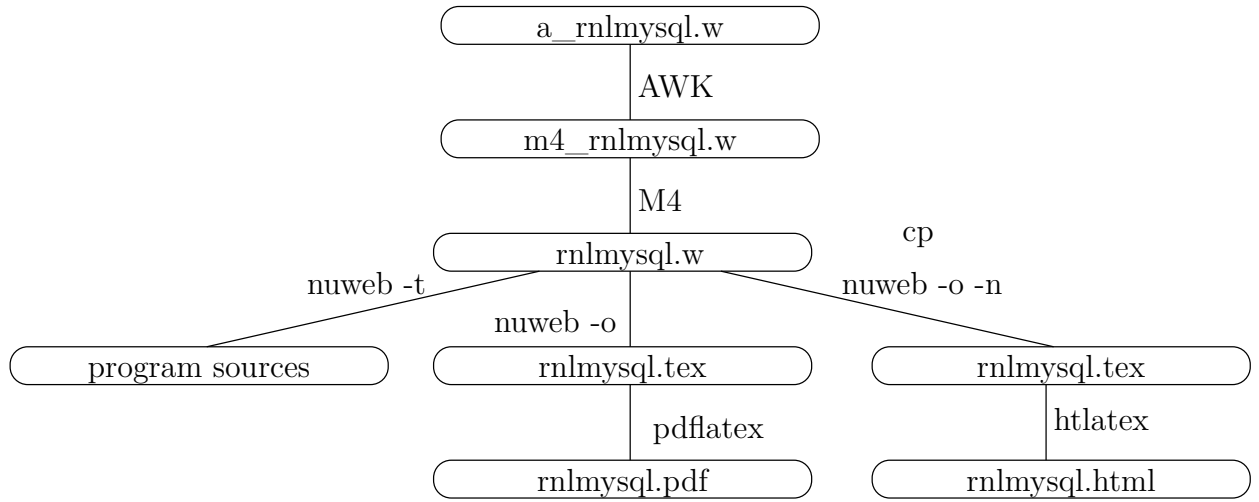 a_rnlmysql.w
AWK
m4_rnlmysql.w
M4
rnlmysql.w
cp
nuweb -t
nuweb -o
nuweb -o -n
program sources
rnlmysql.tex
rnlmysql.tex
pdflatex
htlatex
rnlmysql.pdf
rnlmysql.html